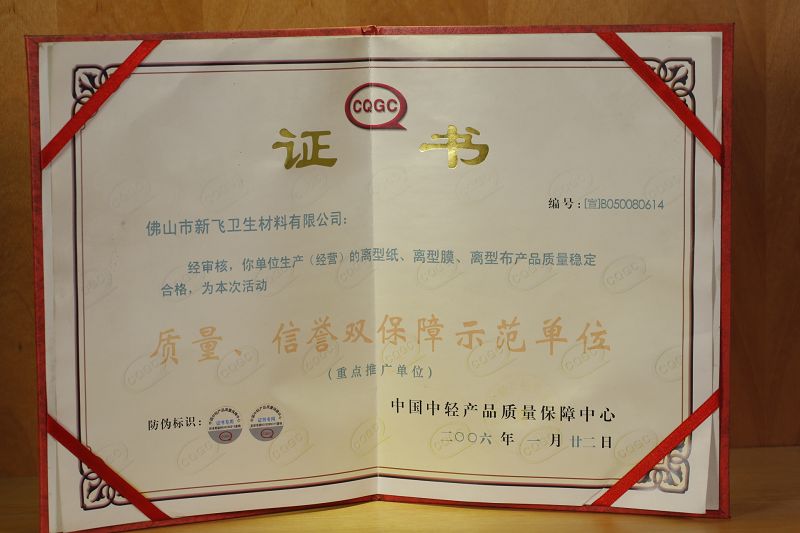 CQGC
证书
编号:[宣]B050080614
佛山市新飞卫生材料有限公司:
经审核,你单位生产(经营)的离型纸、离型膜、离型布产品质量稳定
合格,为本次活动
质量、信誉双保障示范单位
(重点推广单位)
防伪标识:
中国中轻产品质量保障中心
二〇〇六年一月廿二日